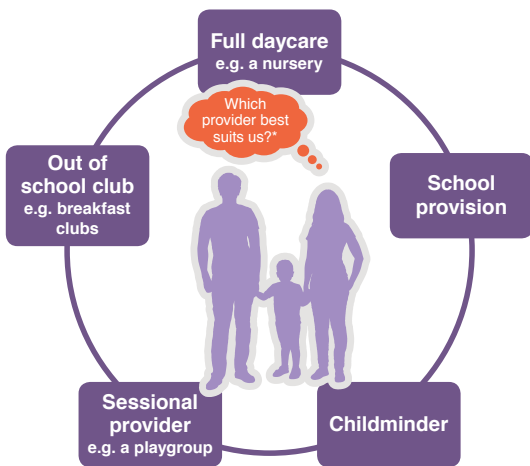 Full daycare
e.g. a nursery
Which
provider best
suits us?*
Out of
school club
e.g. breakfast
clubs
School
provision
Sessional
provider
e.g. a playgroup
Childminder